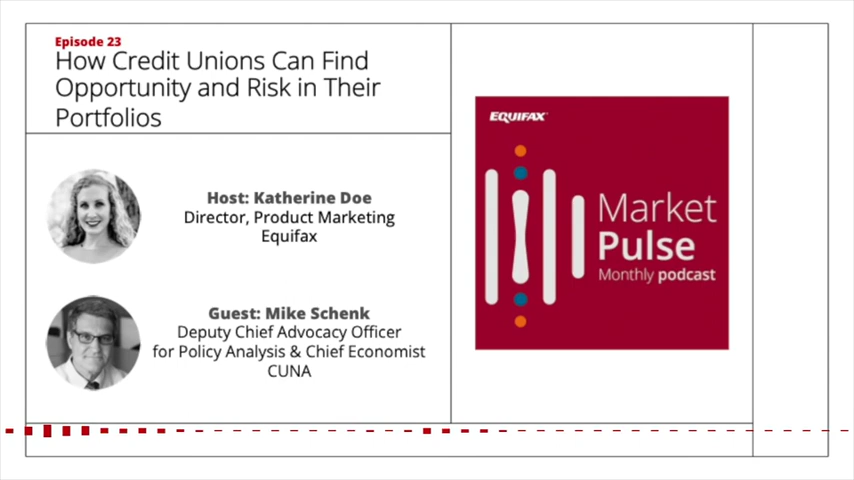 Episode 23
How Credit Unions Can Find
Opportunity and Risk in Their
Portfolios
Host: Katherine Doe
Director, Product Marketing
Equifax
Guest: Mike Schenk
Deputy Chief Advocacy Officer
for Policy Analysis & Chief Economist
CUNA
EQUIFAX
Market
Pulse
Monthly podcast